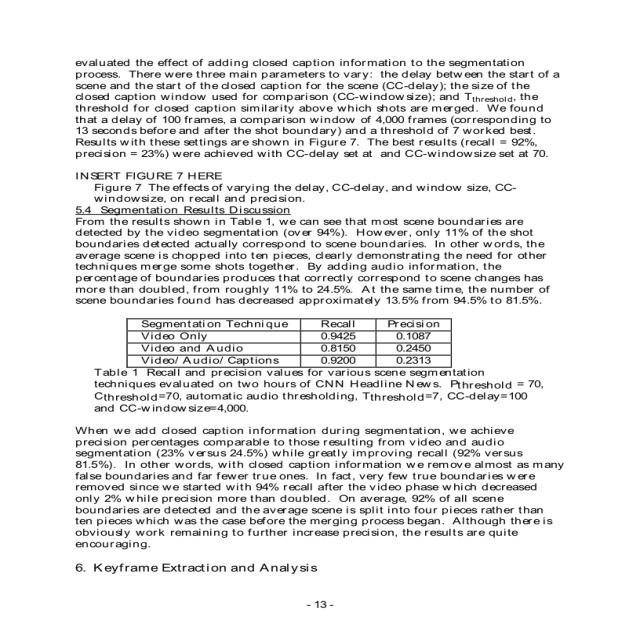 evaluated the effect of adding closed caption information to the segmentation
process.  There were three main parameters to vary:  the delay between the start of a
scene and the start of the closed caption for the scene (CC-delay); the size of the
closed caption window used for comparison (CC-windowsize); and Tthreshold, the
threshold for closed caption similarity above which shots are merged.  We found
that a delay of 100 frames, a comparison window of 4,000 frames (corresponding to
13 seconds before and after the shot boundary) and a threshold of 7 worked best.
Results with these settings are shown in Figure 7.  The best results (recall = 92%,
precision = 23%) were achieved with CC-delay set at  and CC-windowsize set at 70.
INSERT FIGURE 7 HERE
Figure 7  The effects of varying the delay, CC-delay, and window size, CC-
windowsize, on recall and precision.
5.4  Segmentation Results Discussion
From the results shown in Table 1, we can see that most scene boundaries are
detected by the video segmentation (over 94%).  However, only 11% of the shot
boundaries detected actually correspond to scene boundaries.  In other words, the
average scene is chopped into ten pieces, clearly demonstrating the need for other
techniques merge some shots together.  By adding audio information, the
percentage of boundaries produces that correctly correspond to scene changes has
more than doubled, from roughly 11% to 24.5%.  At the same time, the number of
scene boundaries found has decreased approximately 13.5% from 94.5% to 81.5%.
Segmentation Technique Recall Precision
Video Only 0.9425 0.1087
Video and Audio 0.8150 0.2450
Video/ Audio/ Captions 0.9200 0.2313
Table 1  Recall and precision values for various scene segmentation
techniques evaluated on two hours of CNN Headline News.  Pthreshold = 70,
Cthreshold=70, automatic audio thresholding, Tthreshold=7, CC-delay=100
and CC-windowsize=4,000.
When we add closed caption information during segmentation, we achieve
precision percentages comparable to those resulting from video and audio
segmentation (23% versus 24.5%) while greatly improving recall (92% versus
81.5%).  In other words, with closed caption information we remove almost as many
false boundaries and far fewer true ones.  In fact, very few true boundaries were
removed since we started with 94% recall after the video phase which decreased
only 2% while precision more than doubled.  On average, 92% of all scene
boundaries are detected and the average scene is split into four pieces rather than
ten pieces which was the case before the merging process began.  Although there is
obviously work remaining to further increase precision, the results are quite
encouraging.
6.  Keyframe Extraction and Analysis
- 13 -